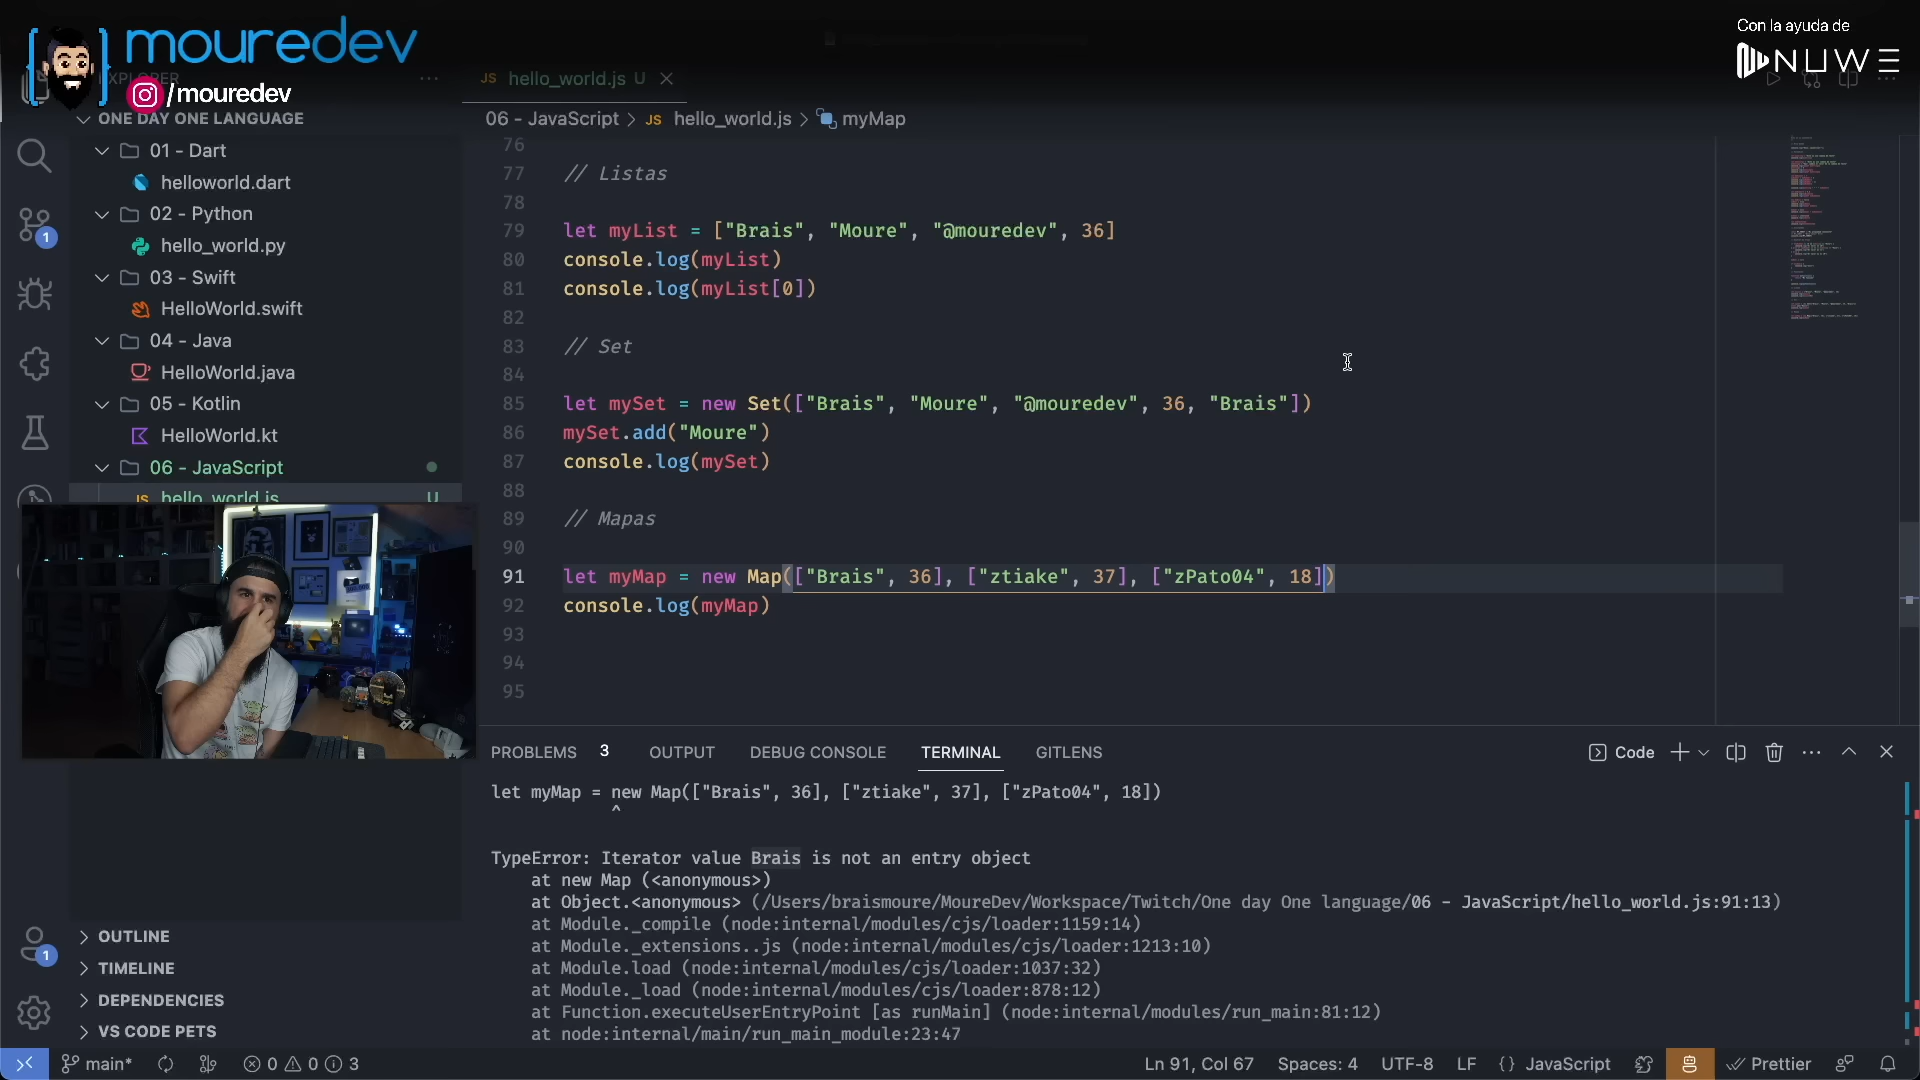 mouredev
/mouredev
Con la ayuda de
NUWE
EXPLORER
ONE DAY ONE LANGUAGE
01 - Dart
helloworld.dart
02 - Python
hello_world.py
03 - Swift
HelloWorld.swift
04 - Java
HelloWorld.java
05 - Kotlin
HelloWorld.kt
06 - JavaScript
JS hello_world.js U
OUTLINE
TIMELINE
DEPENDENCIES
VS CODE PETS
1
1
JS hello_world.js U
06 - JavaScript > JS hello_world.js > myMap
76
77 // Listas
78
79 let myList = ["Brais", "Moure", "@mouredev", 36]
80 console.log(myList)
81 console.log(myList[0])
82
83 // Set
84
85 let mySet = new Set(["Brais", "Moure", "@mouredev", 36, "Brais"])
86 mySet.add("Moure")
87 console.log(mySet)
88
89 // Mapas
90
91 let myMap = new Map(["Brais", 36], ["ztiake", 37], ["zPato04", 18])
92 console.log(myMap)
93
94
95
PROBLEMS 3 OUTPUT DEBUG CONSOLE TERMINAL GITLENS Code
let myMap = new Map(["Brais", 36], ["ztiake", 37], ["zPato04", 18])
^
TypeError: Iterator value Brais is not an entry object
at new Map (<anonymous>)
at Object.<anonymous> (/Users/braismoure/MoureDev/Workspace/Twitch/One day One language/06 - JavaScript/hello_world.js:91:13)
at Module._compile (node:internal/modules/cjs/loader:1159:14)
at Module._extensions..js (node:internal/modules/cjs/loader:1213:10)
at Module.load (node:internal/modules/cjs/loader:1037:32)
at Module._load (node:internal/modules/cjs/loader:878:12)
at Function.executeUserEntryPoint [as runMain] (node:internal/modules/run_main:81:12)
at node:internal/main/run_main_module:23:47
main* 0 0 3 Ln 91, Col 67 Spaces: 4 UTF-8 LF {} JavaScript Prettier